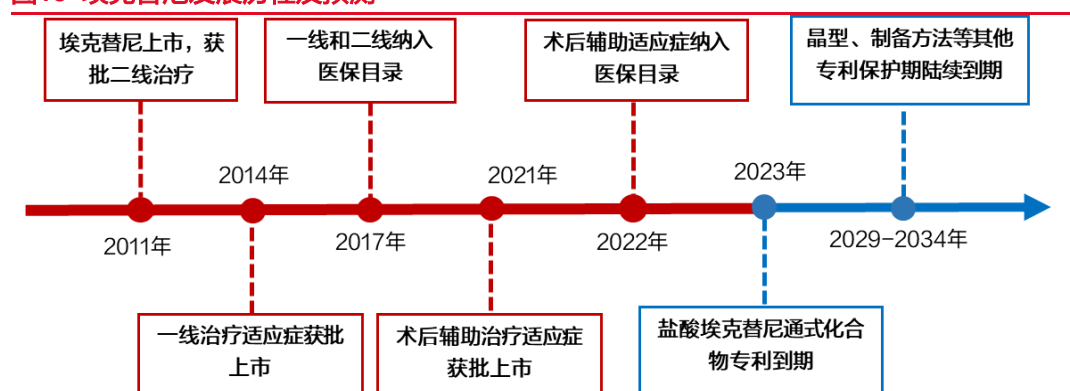 埃克替尼上市，获
批二线治疗
一线和二线纳入
医保目录
术后辅助适应症纳入
医保目录
晶型、制备方法等其他
专利保护期陆续到期
2014年
2021年
2023年
2011年
2017年
2022年
2029-2034年
一线治疗适应症获批
上市
术后辅助治疗适应症
获批上市
盐酸埃克替尼通式化合
物专利到期